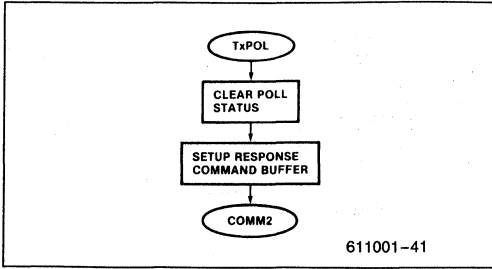 TxPOL
CLEAR POLL
STATUS
SETUP RESPONSE
COMMAND BUFFER
COMM2
611001-41